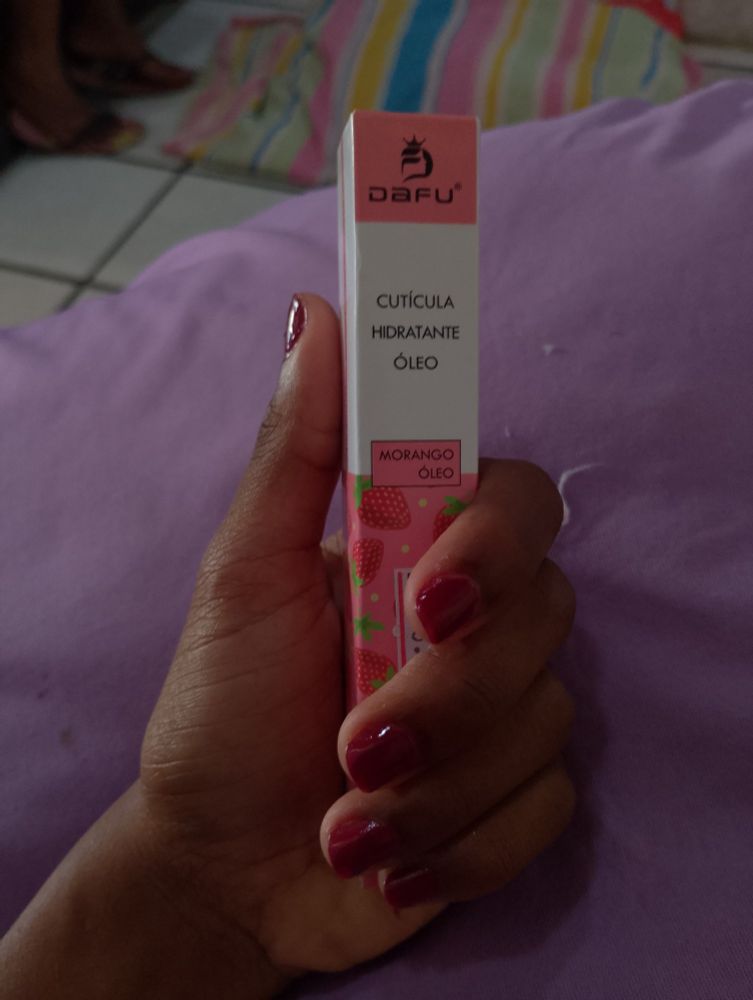 DAFU®
CUTÍCULA
HIDRATANTE
ÓLEO
MORANGO
ÓLEO